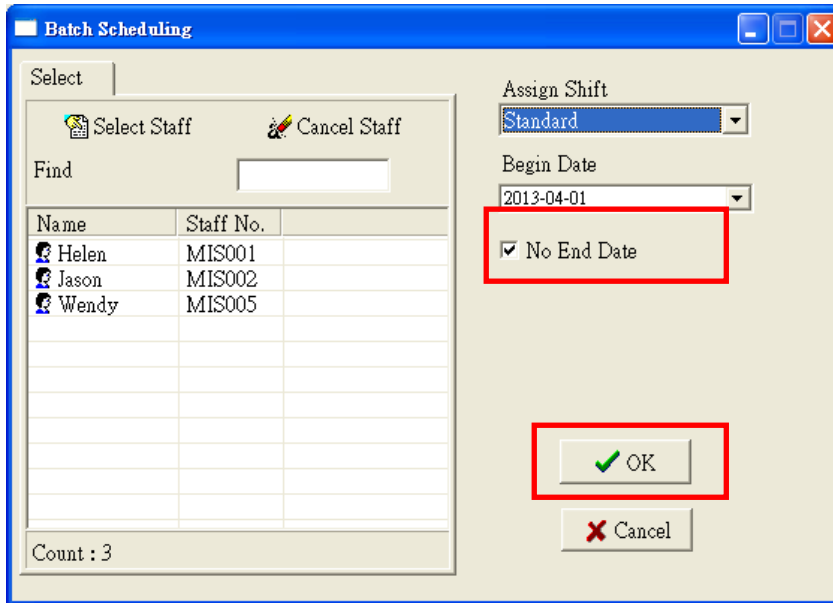 Batch Scheduling
Select
Select Staff Cancel Staff
Find
Name Staff No.
Helen MIS001
Jason MIS002
Wendy MIS005
Count : 3
Assign Shift
Standard
Begin Date
2013-04-01
No End Date
OK
Cancel